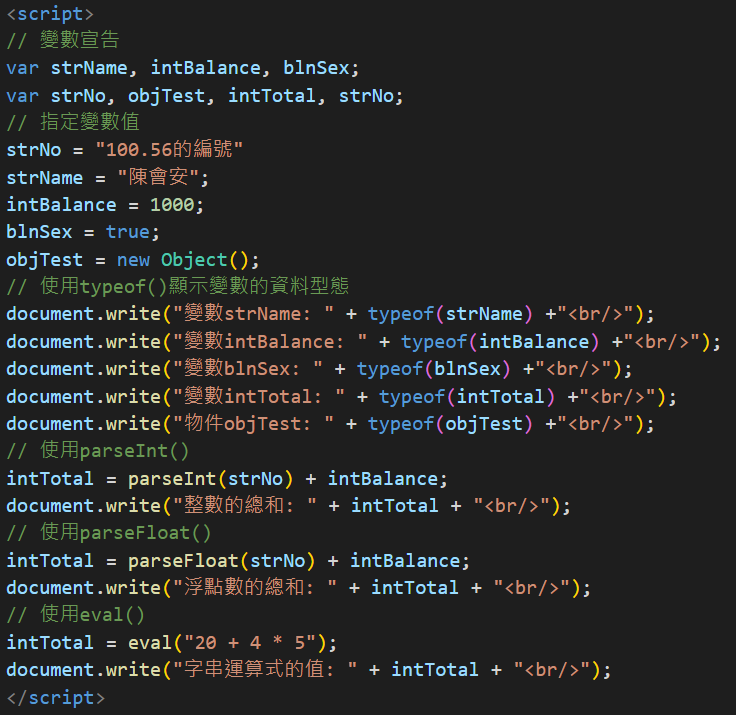 <script>
// 變數宣告
var strName, intBalance, blnSex;
var strNo, objTest, intTotal, strNo;
// 指定變數值
strNo = "100.56的編號"
strName = "陳會安";
intBalance = 1000;
blnSex = true;
objTest = new Object();
// 使用typeof()顯示變數的資料型態
document.write("變數strName: " + typeof(strName) +"<br/>");
document.write("變數intBalance: " + typeof(intBalance) +"<br/>");
document.write("變數blnSex: " + typeof(blnSex) +"<br/>");
document.write("變數intTotal: " + typeof(intTotal) +"<br/>");
document.write("物件objTest: " + typeof(objTest) +"<br/>");
// 使用parseInt()
intTotal = parseInt(strNo) + intBalance;
document.write("整數的總和: " + intTotal + "<br/>");
// 使用parseFloat()
intTotal = parseFloat(strNo) + intBalance;
document.write("浮點數的總和: " + intTotal + "<br/>");
// 使用eval()
intTotal = eval("20 + 4 * 5");
document.write("字串運算式的值: " + intTotal + "<br/>");
</script>